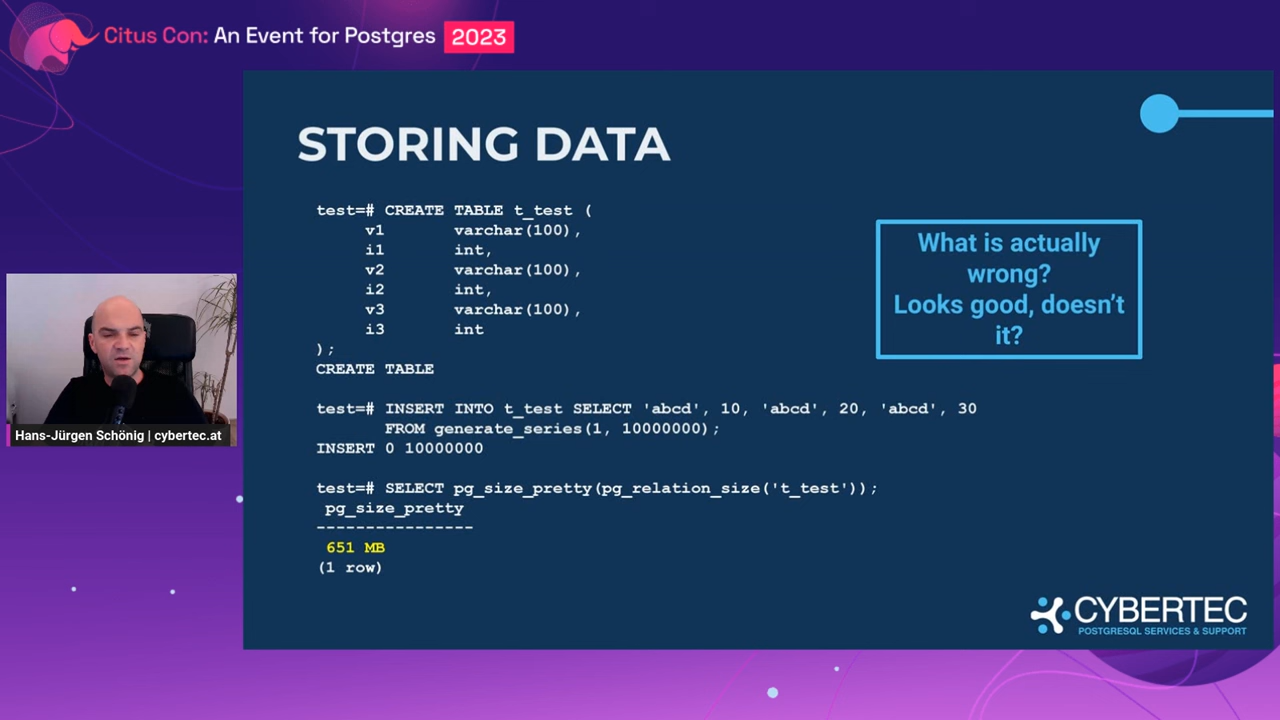 Citus Con: An Event for Postgres 2023
STORING DATA
test=# CREATE TABLE t_test (
v1 varchar(100),
i1 int,
v2 varchar(100),
i2 int,
v3 varchar(100),
i3 int
);
CREATE TABLE
test=# INSERT INTO t_test SELECT 'abcd', 10, 'abcd', 20, 'abcd', 30
FROM generate_series(1, 10000000);
INSERT 0 10000000
test=# SELECT pg_size_pretty(pg_relation_size('t_test'));
pg_size_pretty
----------------
651 MB
(1 row)
What is actually
wrong?
Looks good, doesn’t
it?
Hans-Jürgen Schönig | cybertec.at
CYBERTEC
POSTGRESQL SERVICES & SUPPORT